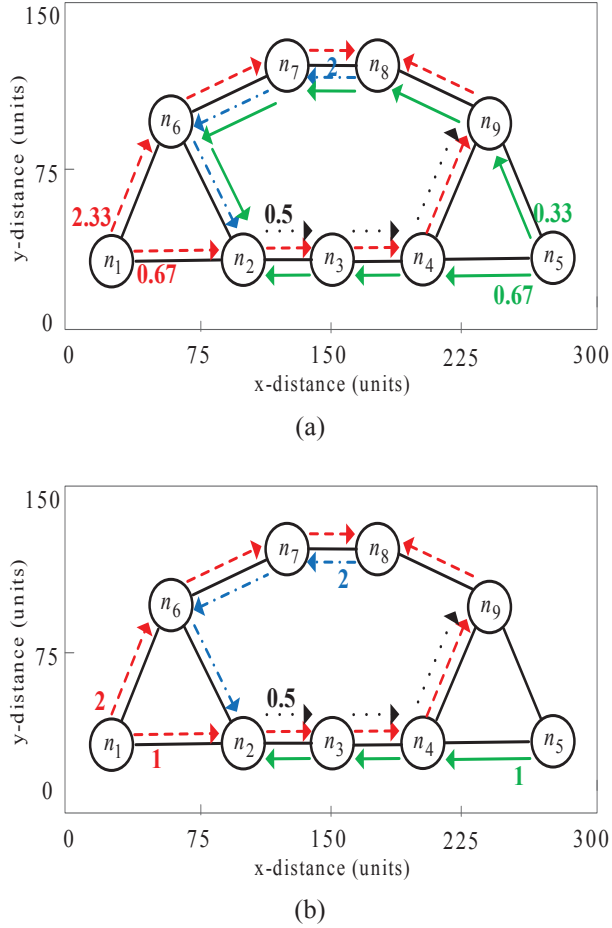 150
n7
2
n8
n6
n9
75
2.33
0.5
0.33
n1
0.67
n2
n3
n4
n5
0.67
0
0 75 150 225 300
y-distance (units)
x-distance (units)
(a)
150
n7
n8
2
n6
n9
75
2
0.5
n1
1
n2
n3
n4
n5
1
0
0 75 150 225 300
y-distance (units)
x-distance (units)
(b)